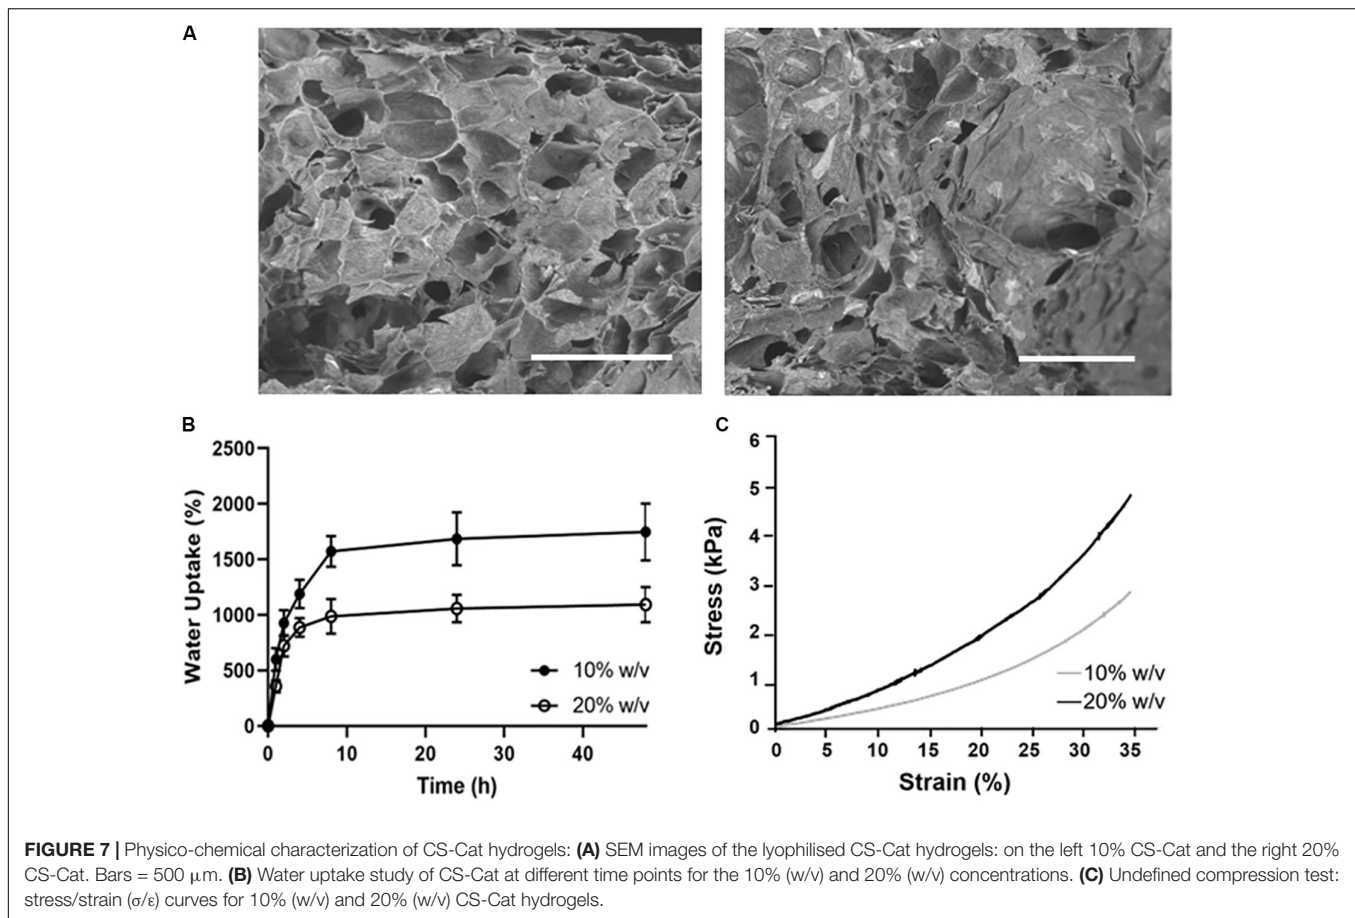 A
B
C
2500
2000
1500
1000
500
0
Water Uptake (%)
10% w/v
20% w/v
0 10 20 30 40
Time (h)
6
5
4
3
2
1
0
Stress (kPa)
10% w/v
20% w/v
0 5 10 15 20 25 30 35
Strain (%)
FIGURE 7 | Physico-chemical characterization of CS-Cat hydrogels: (A) SEM images of the lyophilised CS-Cat hydrogels: on the left 10% CS-Cat and the right 20%
CS-Cat. Bars = 500 μm. (B) Water uptake study of CS-Cat at different time points for the 10% (w/v) and 20% (w/v) concentrations. (C) Undefined compression test:
stress/strain (σ/ε) curves for 10% (w/v) and 20% (w/v) CS-Cat hydrogels.